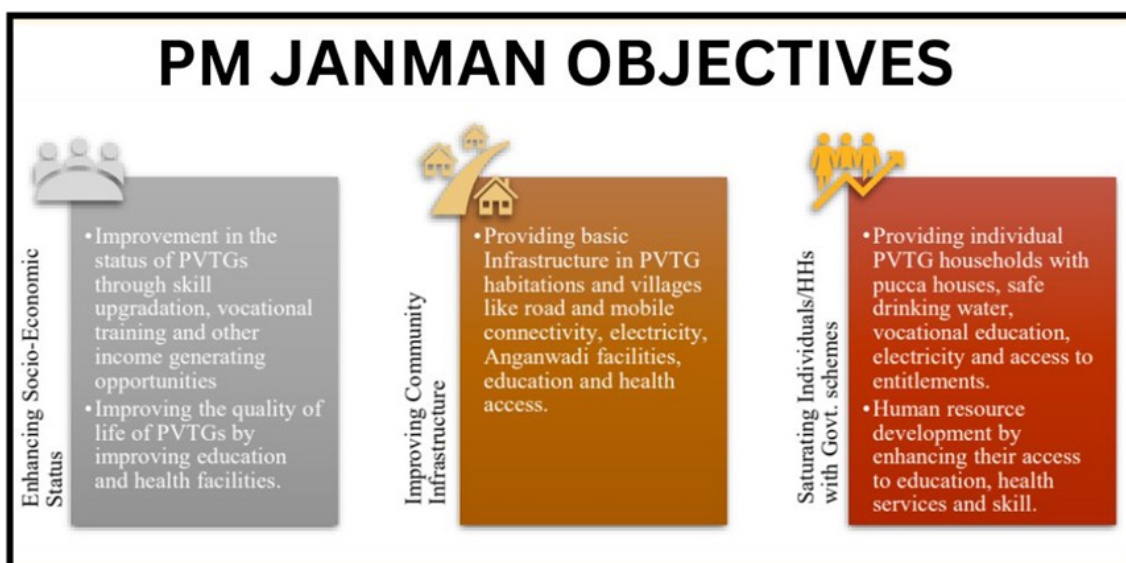 PM JANMAN OBJECTIVES
Enhancing Socio-Economic
Status
•Improvement in the
status of PVTGs
through skill
upgradation, vocational
training and other
income generating
opportunities
•Improving the quality of
life of PVTGs by
improving education
and health facilities.
Improving Community
Infrastructure
•Providing basic
Infrastructure in PVTG
habitations and villages
like road and mobile
connectivity, electricity,
Anganwadi facilities,
education and health
access.
Saturating Individuals/HHs
with Govt. schemes
•Providing individual
PVTG households with
pucca houses, safe
drinking water,
vocational education,
electricity and access to
entitlements.
•Human resource
development by
enhancing their access
to education, health
services and skill.